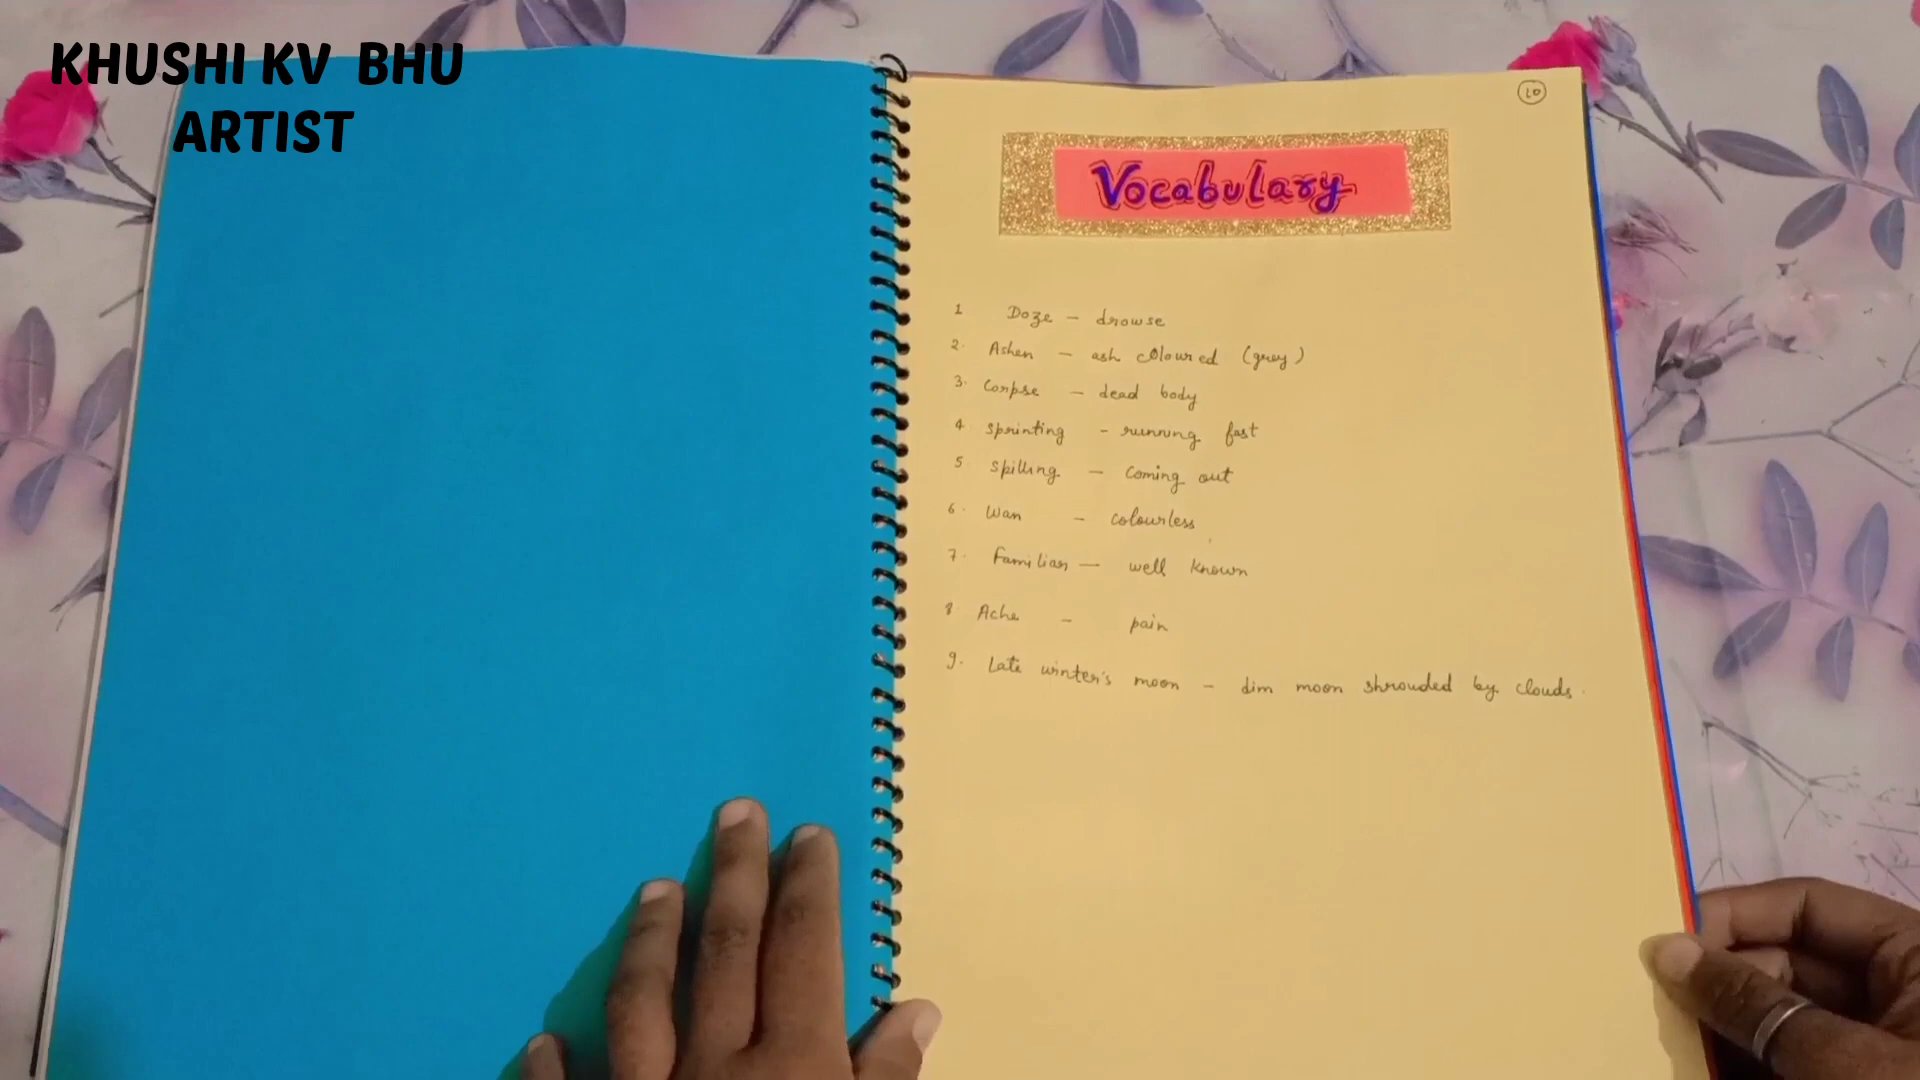 KHUSHI KV BHU
ARTIST
10
Vocabulary
1 Doze - drowse
2. Ashen - ash coloured (grey)
3. Corpse - dead body
4. sprinting - running fast
5. spilling - coming out
6. Wan - colourless
7. Familiar - well known
8 Ache - pain
9. Late winter's moon - dim moon shrouded by clouds.